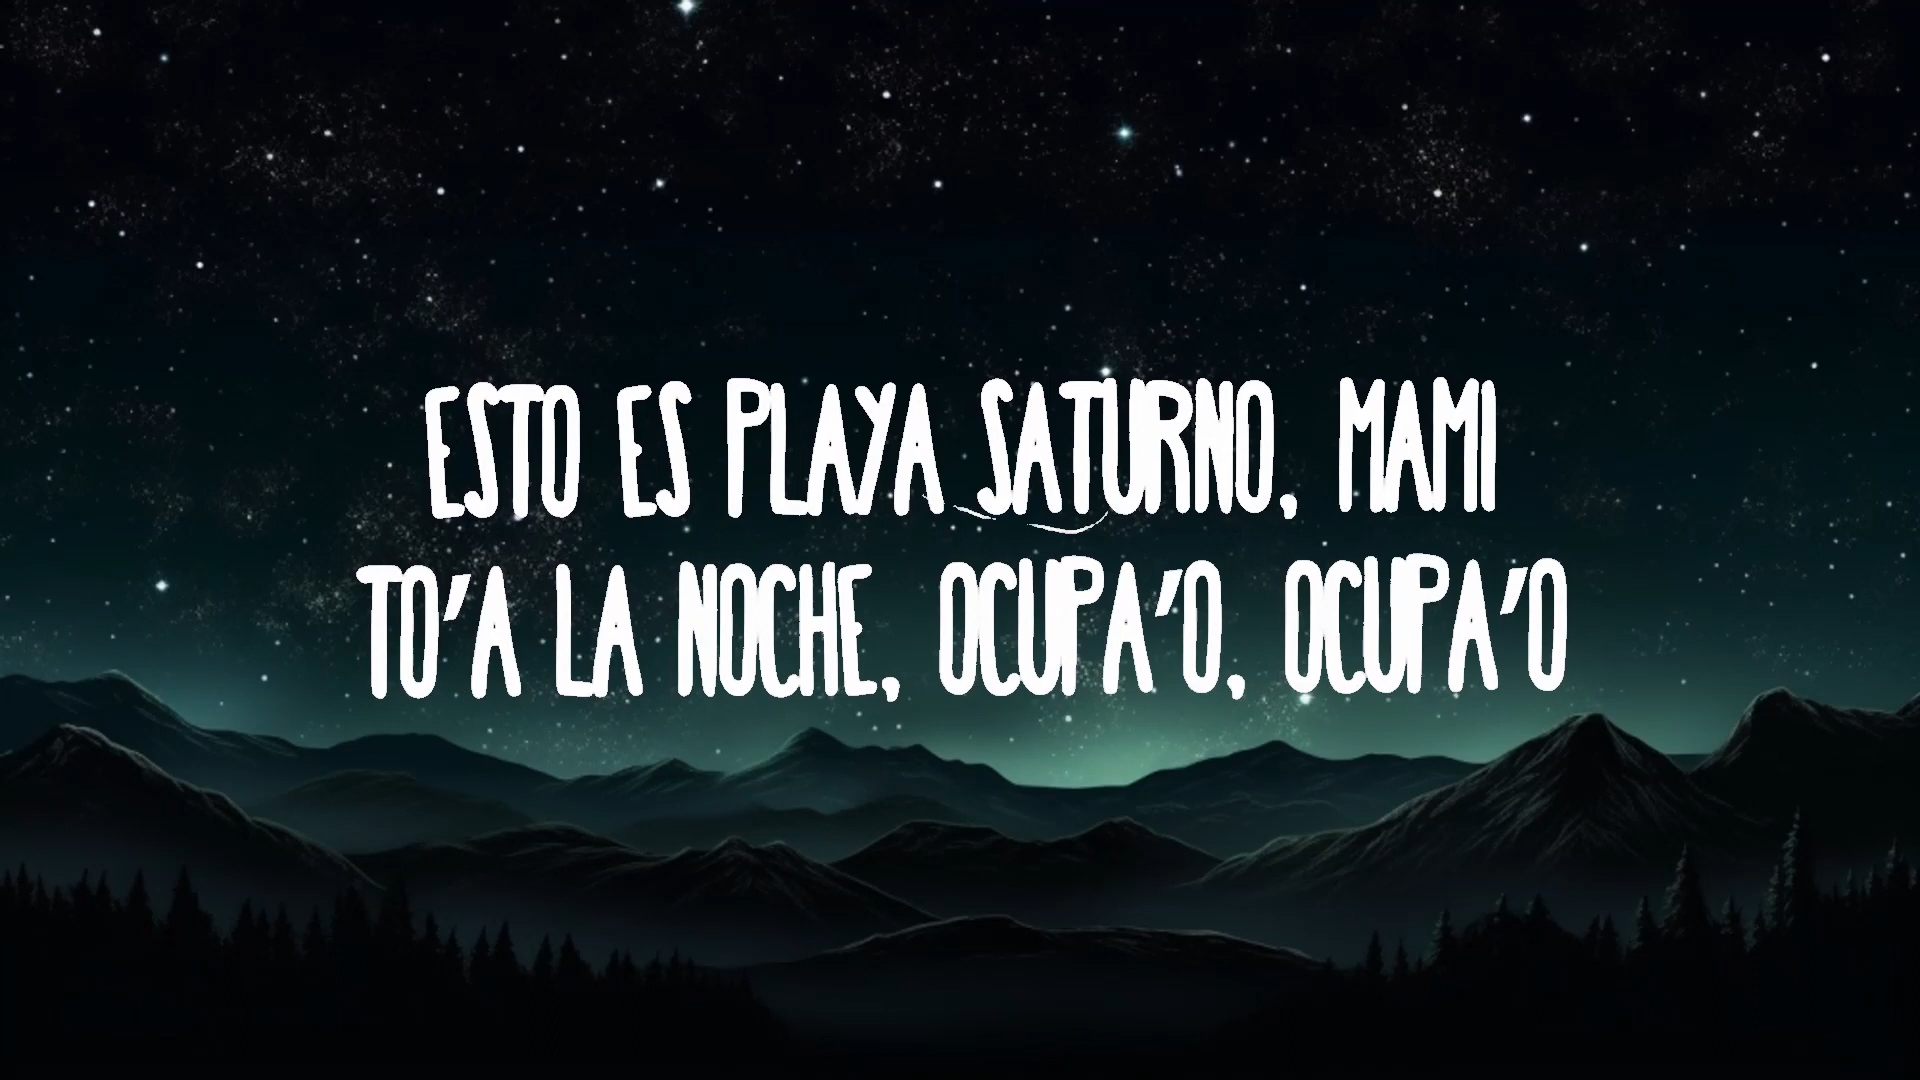 ESTO ES PLAYA SATURNO, MAMI
TO'A LA NOCHE, OCUPA'O, OCUPA'O